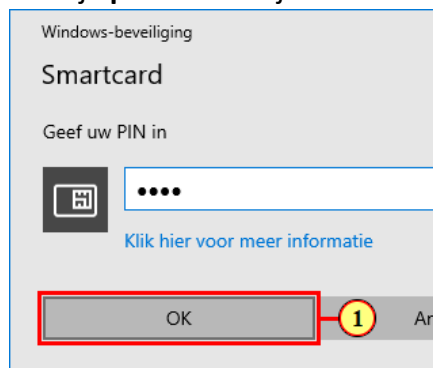 Windows-beveiliging
Smartcard
Geef uw PIN in
••••
Klik hier voor meer informatie
OK
1